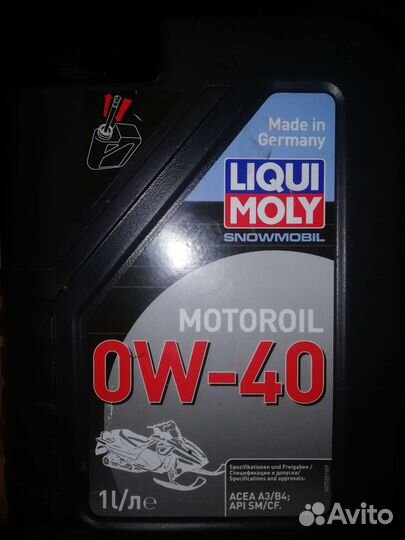 Made in
Germany
LIQUI
MOLY
SNOWMOBIL
MOTOROIL
0W-40
Spezifikationen und Freigaben /
Спецификации и допуски/
Specifications and approvals:
ACEA A3/B4;
API SM/CF.
1l/л℮
Avito